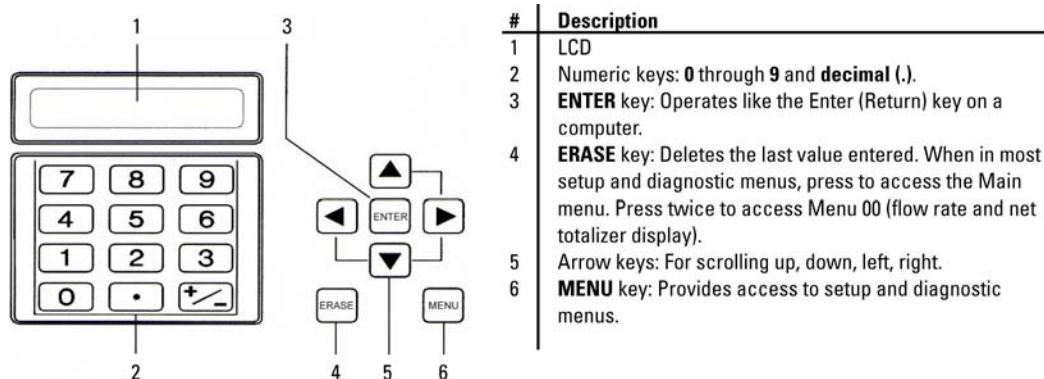 1
3
7 8 9
4 5 6
1 2 3
0 . +/-
ENTER
ERASE
MENU
2
4 5 6
# Description
1 LCD
2 Numeric keys: 0 through 9 and decimal (.).
3 ENTER key: Operates like the Enter (Return) key on a
computer.
4 ERASE key: Deletes the last value entered. When in most
setup and diagnostic menus, press to access the Main
menu. Press twice to access Menu 00 (flow rate and net
totalizer display).
5 Arrow keys: For scrolling up, down, left, right.
6 MENU key: Provides access to setup and diagnostic
menus.